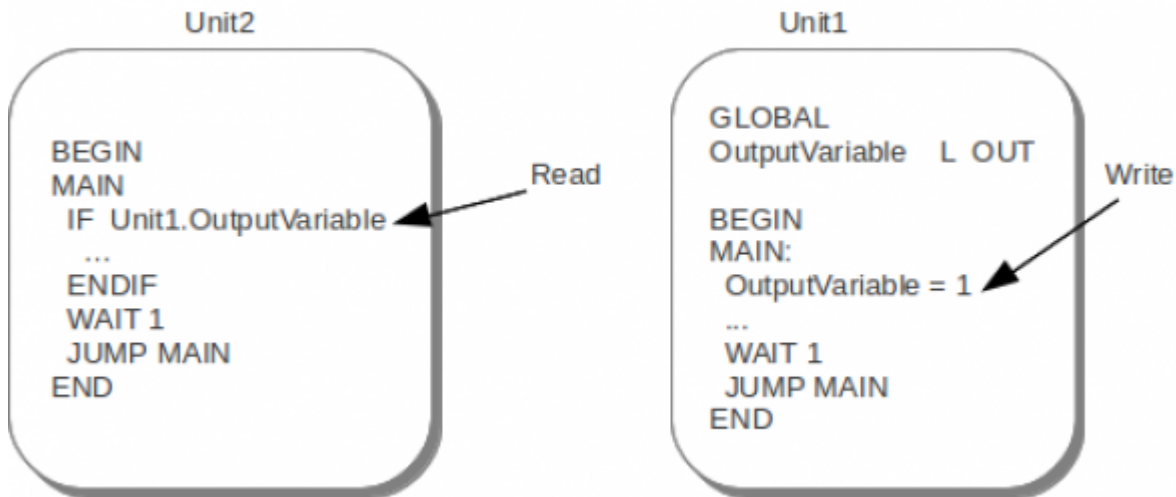 Unit2
BEGIN
MAIN
IF Unit1.OutputVariable
...
ENDIF
WAIT 1
JUMP MAIN
END
Read
Unit1
GLOBAL
OutputVariable L OUT
BEGIN
MAIN:
OutputVariable = 1
...
WAIT 1
JUMP MAIN
END
Write